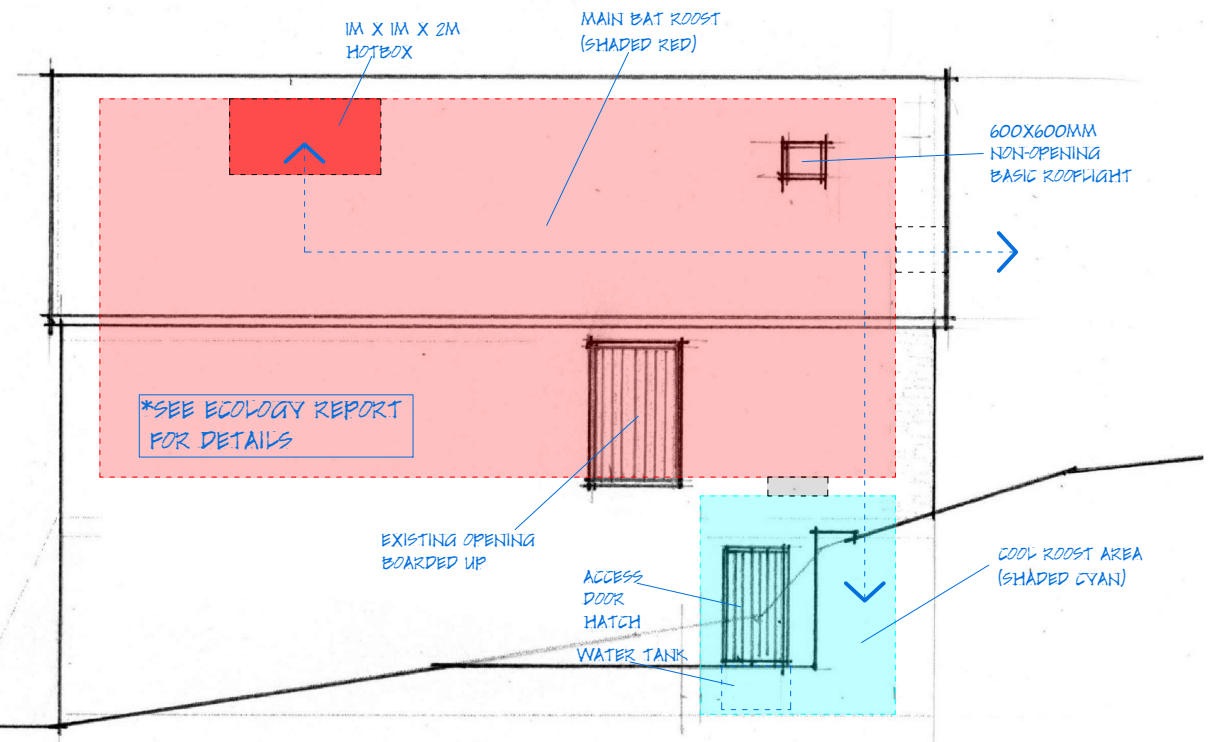 1M X 1M X 2M
HOTBOX
MAIN BAT ROOST
(SHADED RED)
600X600MM
NON-OPENING
BASIC ROOFLIGHT
*SEE ECOLOGY REPORT
FOR DETAILS
EXISTING OPENING
BOARDED UP
ACCESS
DOOR
HATCH
WATER TANK
COOL ROOST AREA
(SHADED CYAN)